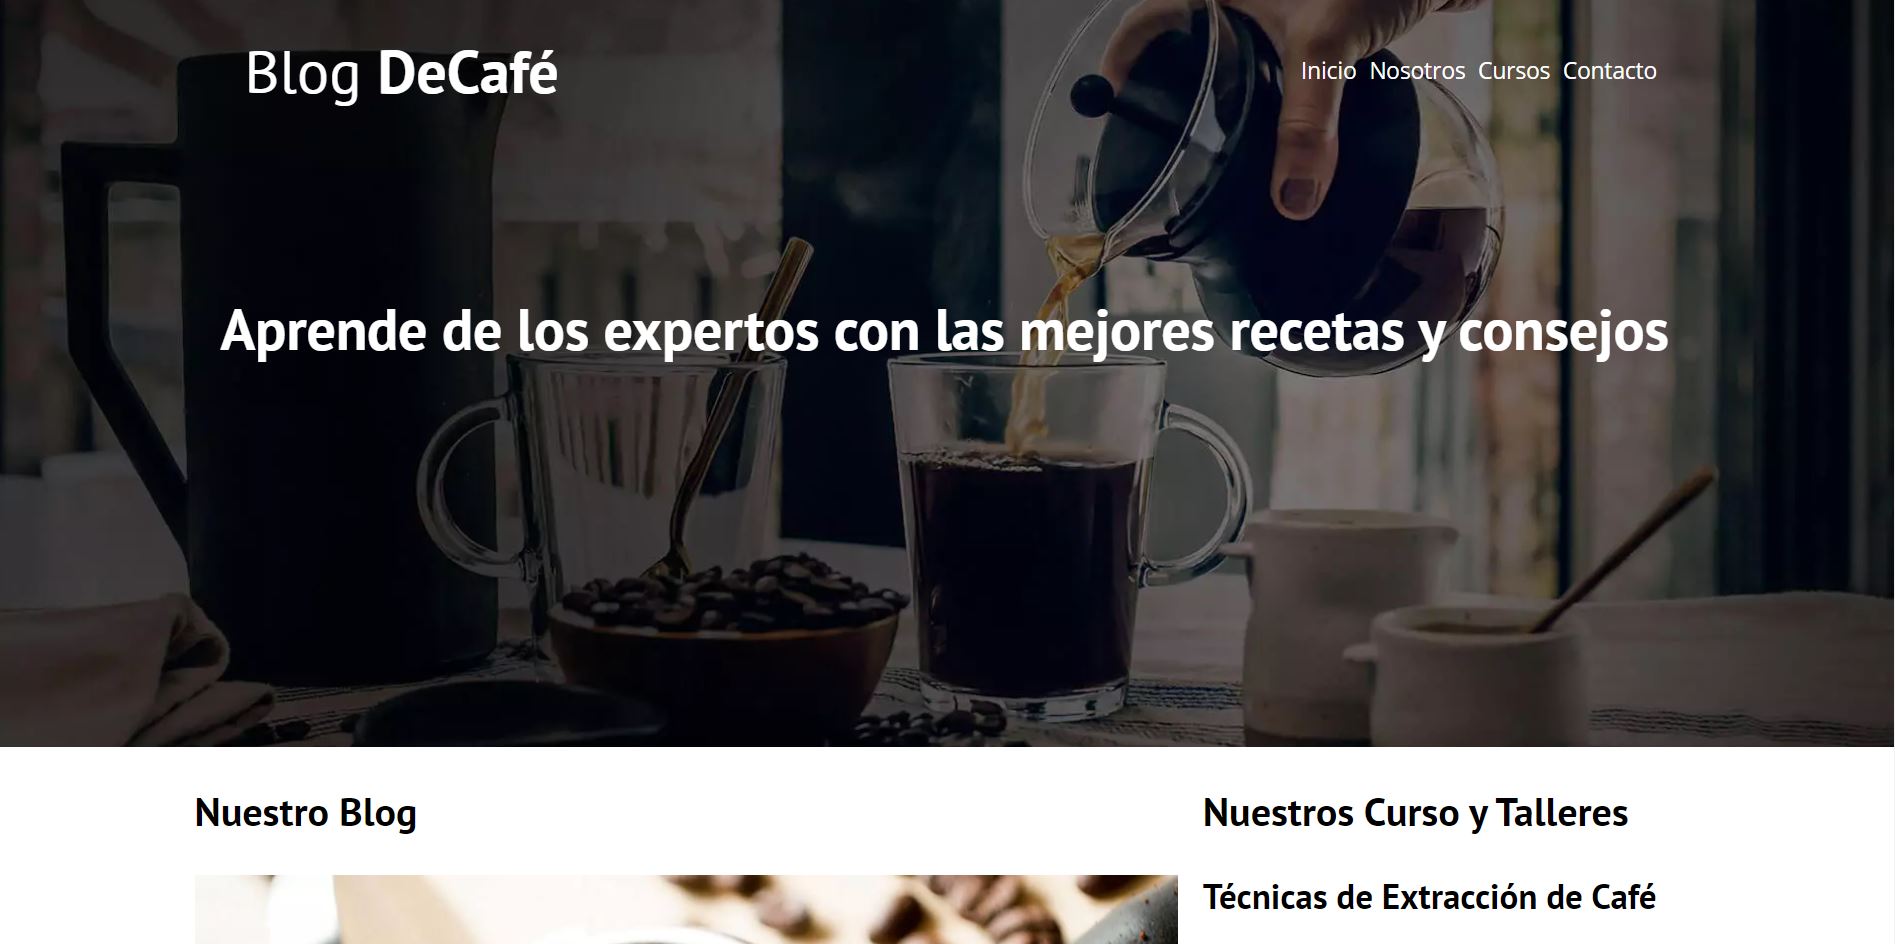 Blog DeCafé
Inicio Nosotros Cursos Contacto
Aprende de los expertos con las mejores recetas y consejos
Nuestro Blog
Nuestros Curso y Talleres
Técnicas de Extracción de Café